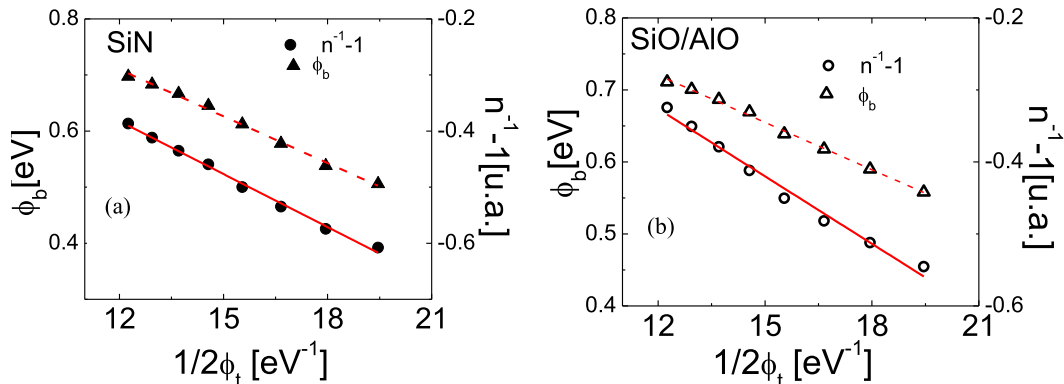 SiN
n⁻¹-1
ϕb
(a)
0.8
0.6
0.4
-0.2
-0.4
-0.6
12 15 18 21
ϕb[eV]
n⁻¹-1[u.a.]
1/2ϕt [eV⁻¹]
SiO/AlO
n⁻¹-1
ϕb
(b)
0.8
0.7
0.6
0.5
0.4
-0.2
-0.4
-0.6
12 15 18 21
ϕb[eV]
n⁻¹-1[u.a.]
1/2ϕt [eV⁻¹]